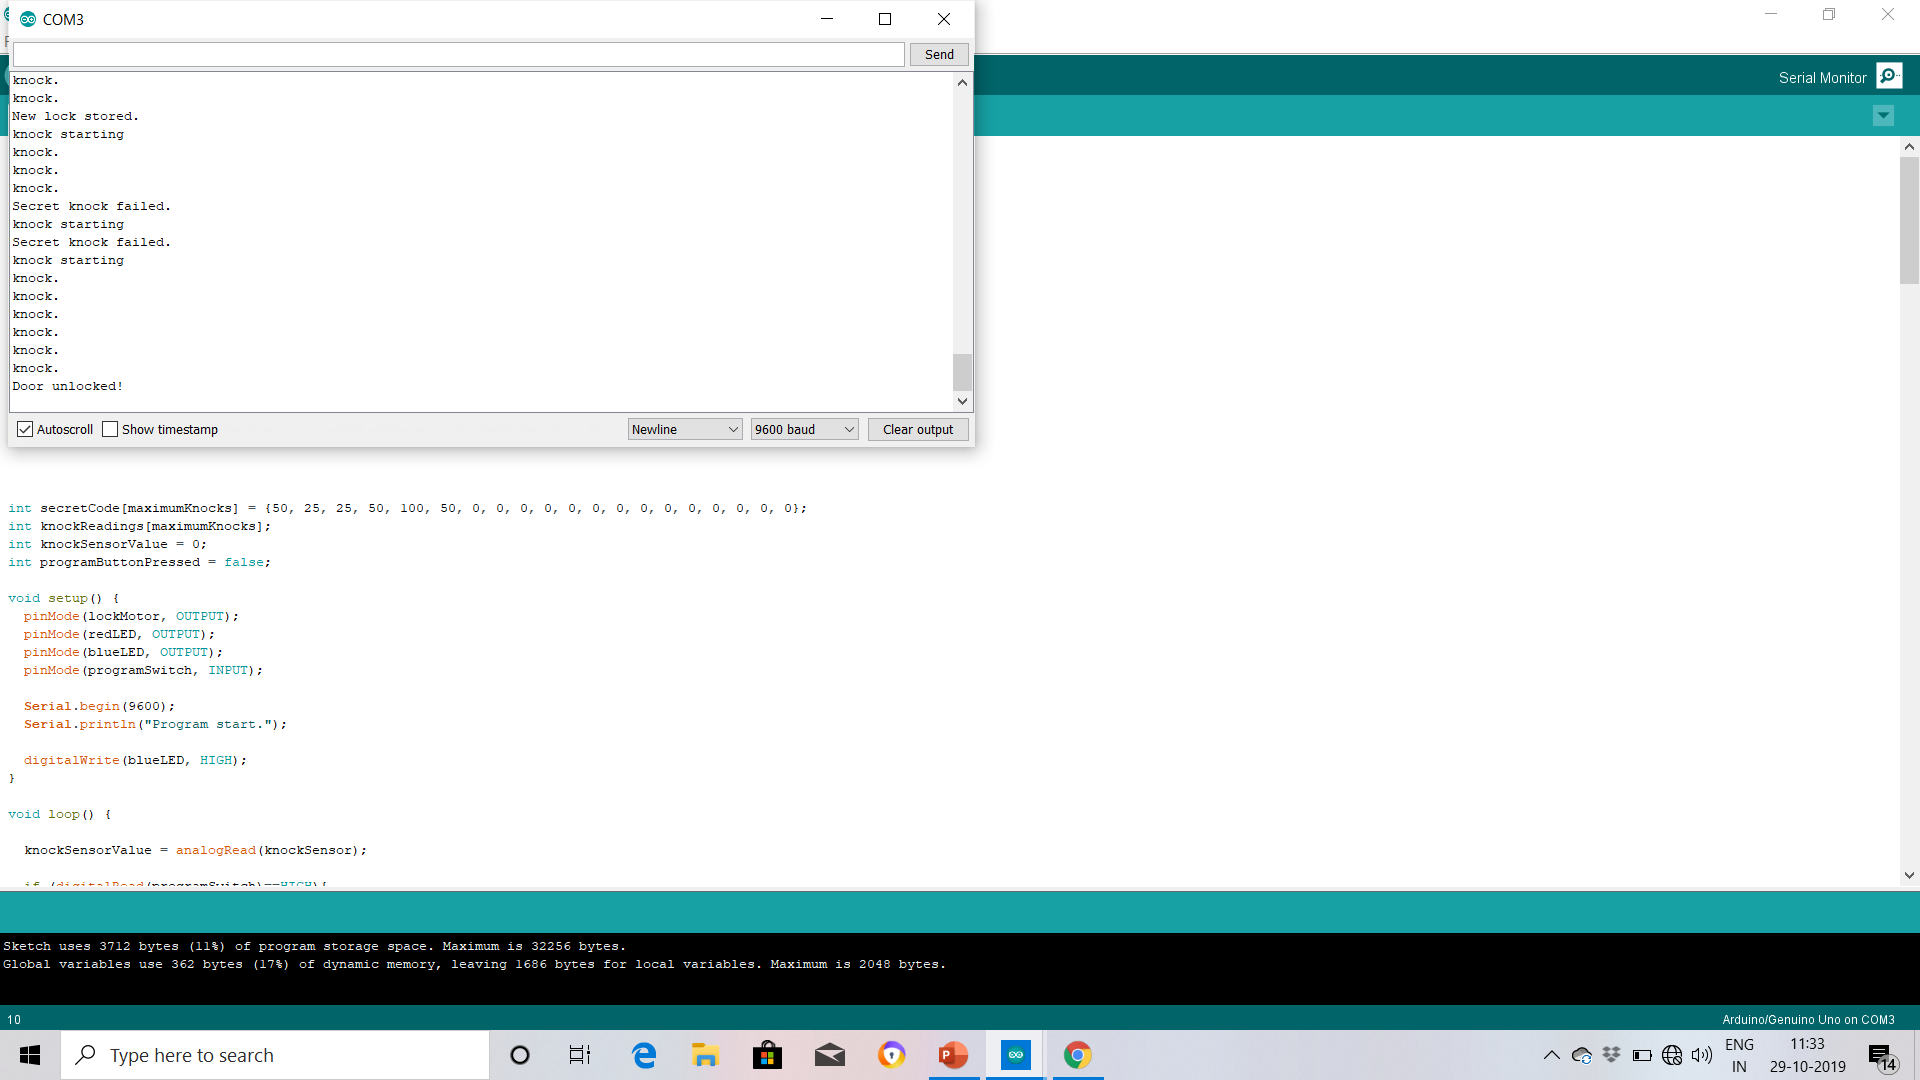 COM3
Send
knock.
knock.
New lock stored.
knock starting
knock.
knock.
knock.
Secret knock failed.
knock starting
Secret knock failed.
knock starting
knock.
knock.
knock.
knock.
knock.
knock.
Door unlocked!
Autoscroll Show timestamp Newline 9600 baud Clear output
Serial Monitor
int secretCode[maximumKnocks] = {50, 25, 25, 50, 100, 50, 0, 0, 0, 0, 0, 0, 0, 0, 0, 0, 0, 0, 0, 0};
int knockReadings[maximumKnocks];
int knockSensorValue = 0;
int programButtonPressed = false;
void setup() {
pinMode(lockMotor, OUTPUT);
pinMode(redLED, OUTPUT);
pinMode(blueLED, OUTPUT);
pinMode(programSwitch, INPUT);
Serial.begin(9600);
Serial.println("Program start.");
digitalWrite(blueLED, HIGH);
}
void loop() {
knockSensorValue = analogRead(knockSensor);
if (digitalRead(programSwitch)==HIGH){
Sketch uses 3712 bytes (11%) of program storage space. Maximum is 32256 bytes.
Global variables use 362 bytes (17%) of dynamic memory, leaving 1686 bytes for local variables. Maximum is 2048 bytes.
10 Arduino/Genuino Uno on COM3
Type here to search
ENG
IN
11:33
29-10-2019
14